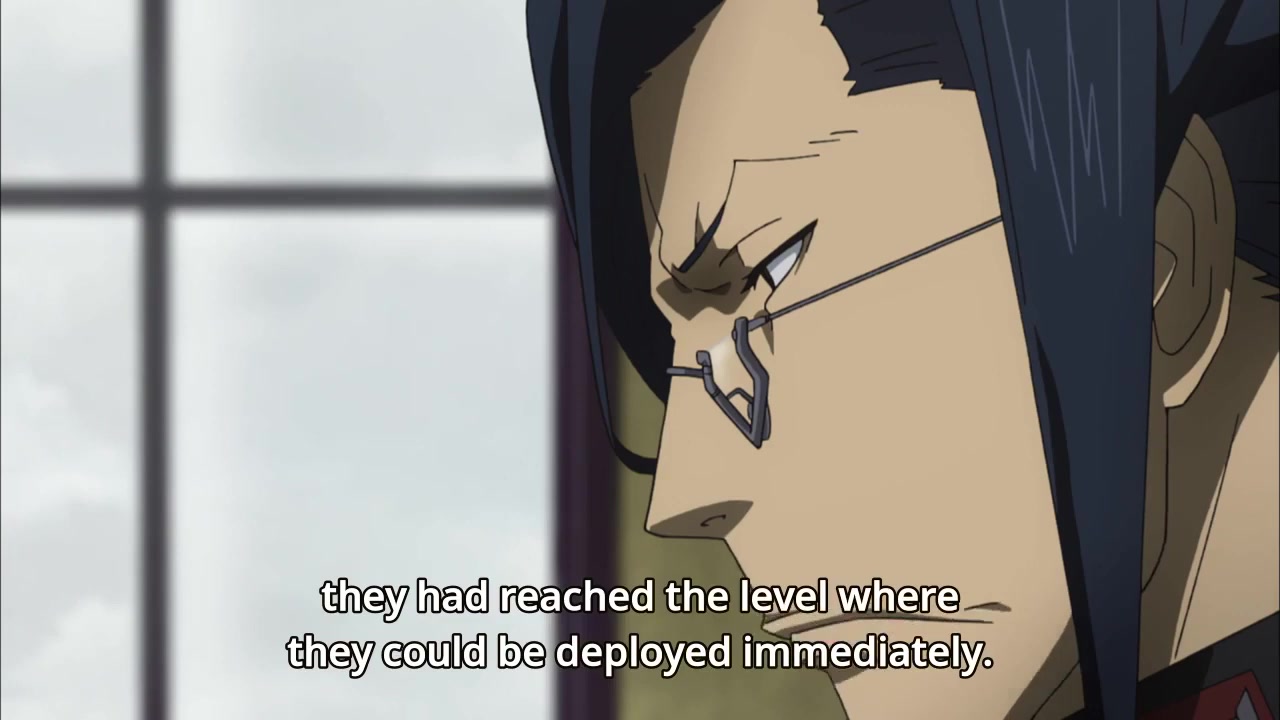 they had reached the level where
they could be deployed immediately.